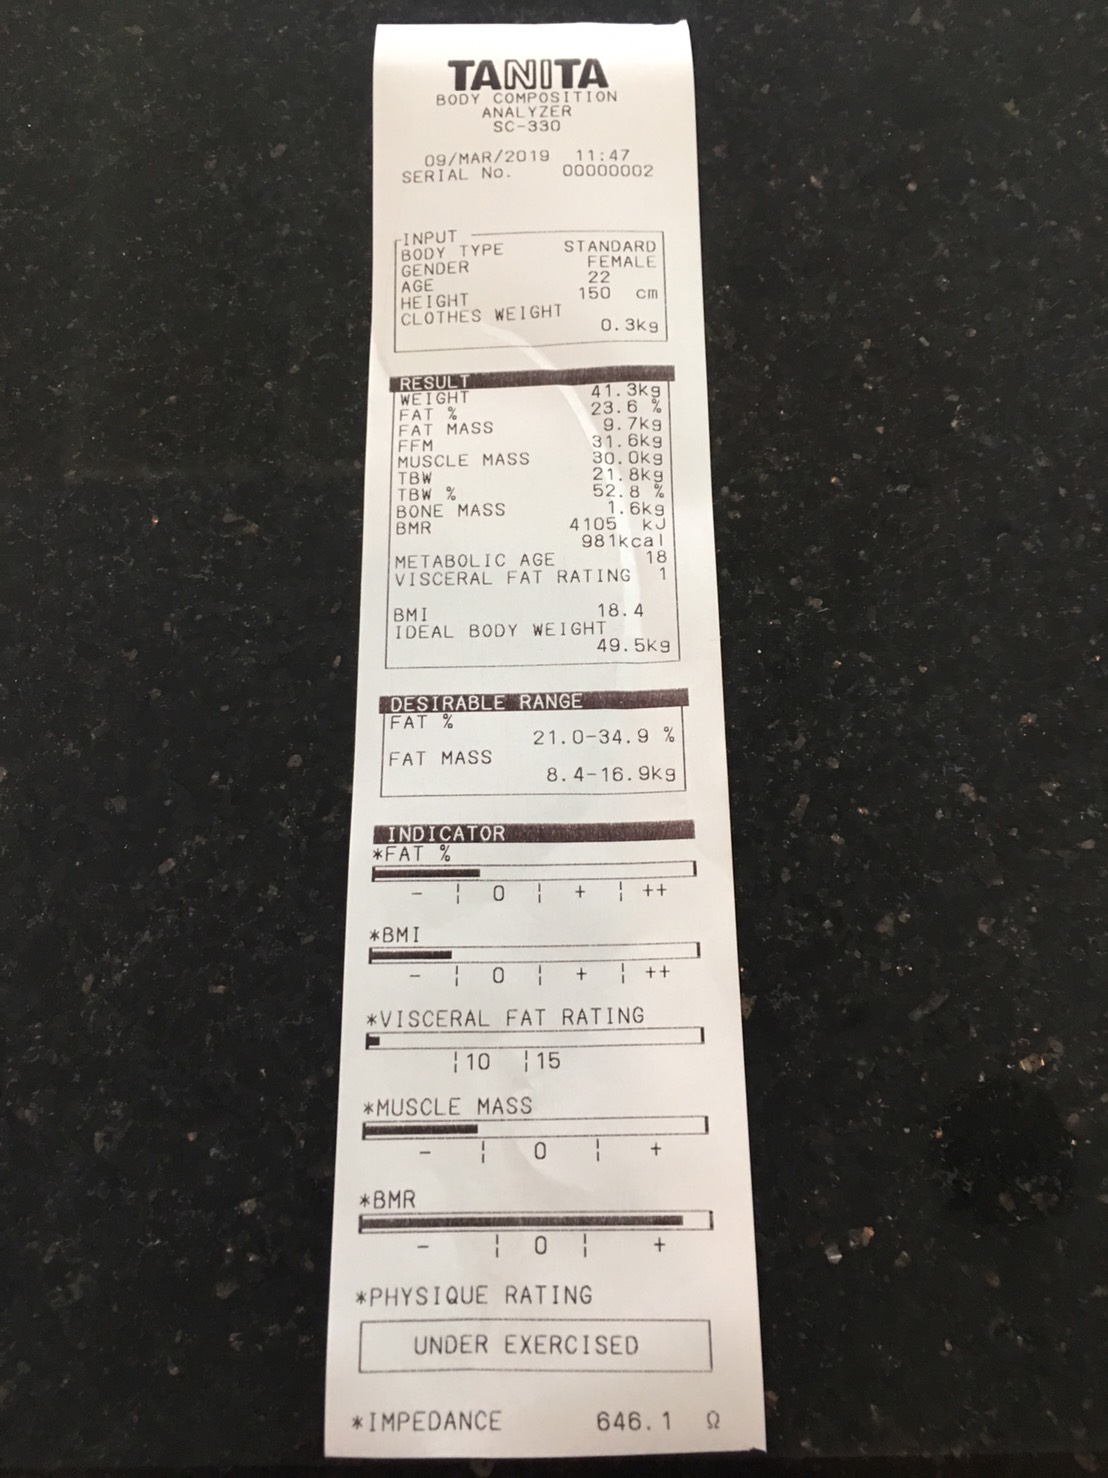 TANITA
BODY COMPOSITION
ANALYZER
SC-330
09/MAR/2019 11:47
SERIAL No. 00000002
INPUT
BODY TYPE STANDARD
GENDER FEMALE
AGE 22
HEIGHT 150 cm
CLOTHES WEIGHT
0.3kg
RESULT
WEIGHT 41.3kg
FAT % 23.6 %
FAT MASS 9.7kg
FFM 31.6kg
MUSCLE MASS 30.0kg
TBW 21.8kg
TBW % 52.8 %
BONE MASS 1.6kg
BMR 4105 kJ
981kcal
METABOLIC AGE 18
VISCERAL FAT RATING 1
BMI 18.4
IDEAL BODY WEIGHT
49.5kg
DESIRABLE RANGE
FAT %
21.0-34.9 %
FAT MASS
8.4-16.9kg
INDICATOR
*FAT %
- ¦ 0 ¦ + ¦ ++
*BMI
- ¦ 0 ¦ + ¦ ++
*VISCERAL FAT RATING
¦10 ¦15
*MUSCLE MASS
- ¦ 0 ¦ +
*BMR
- ¦ 0 ¦ +
*PHYSIQUE RATING
UNDER EXERCISED
*IMPEDANCE 646.1 Ω